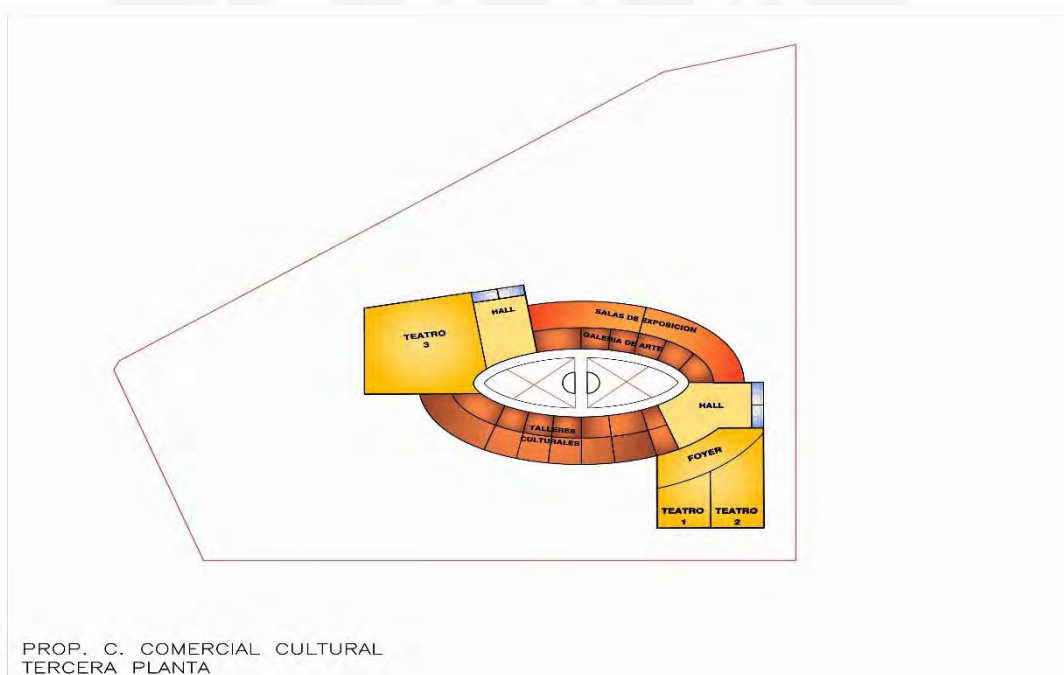 HALL
TEATRO
3
SALAS DE EXPOSICION
GALERIA DE ARTE
HALL
TALLERES
CULTURALES
FOYER
TEATRO
1
TEATRO
2
PROP. C. COMERCIAL CULTURAL
TERCERA PLANTA